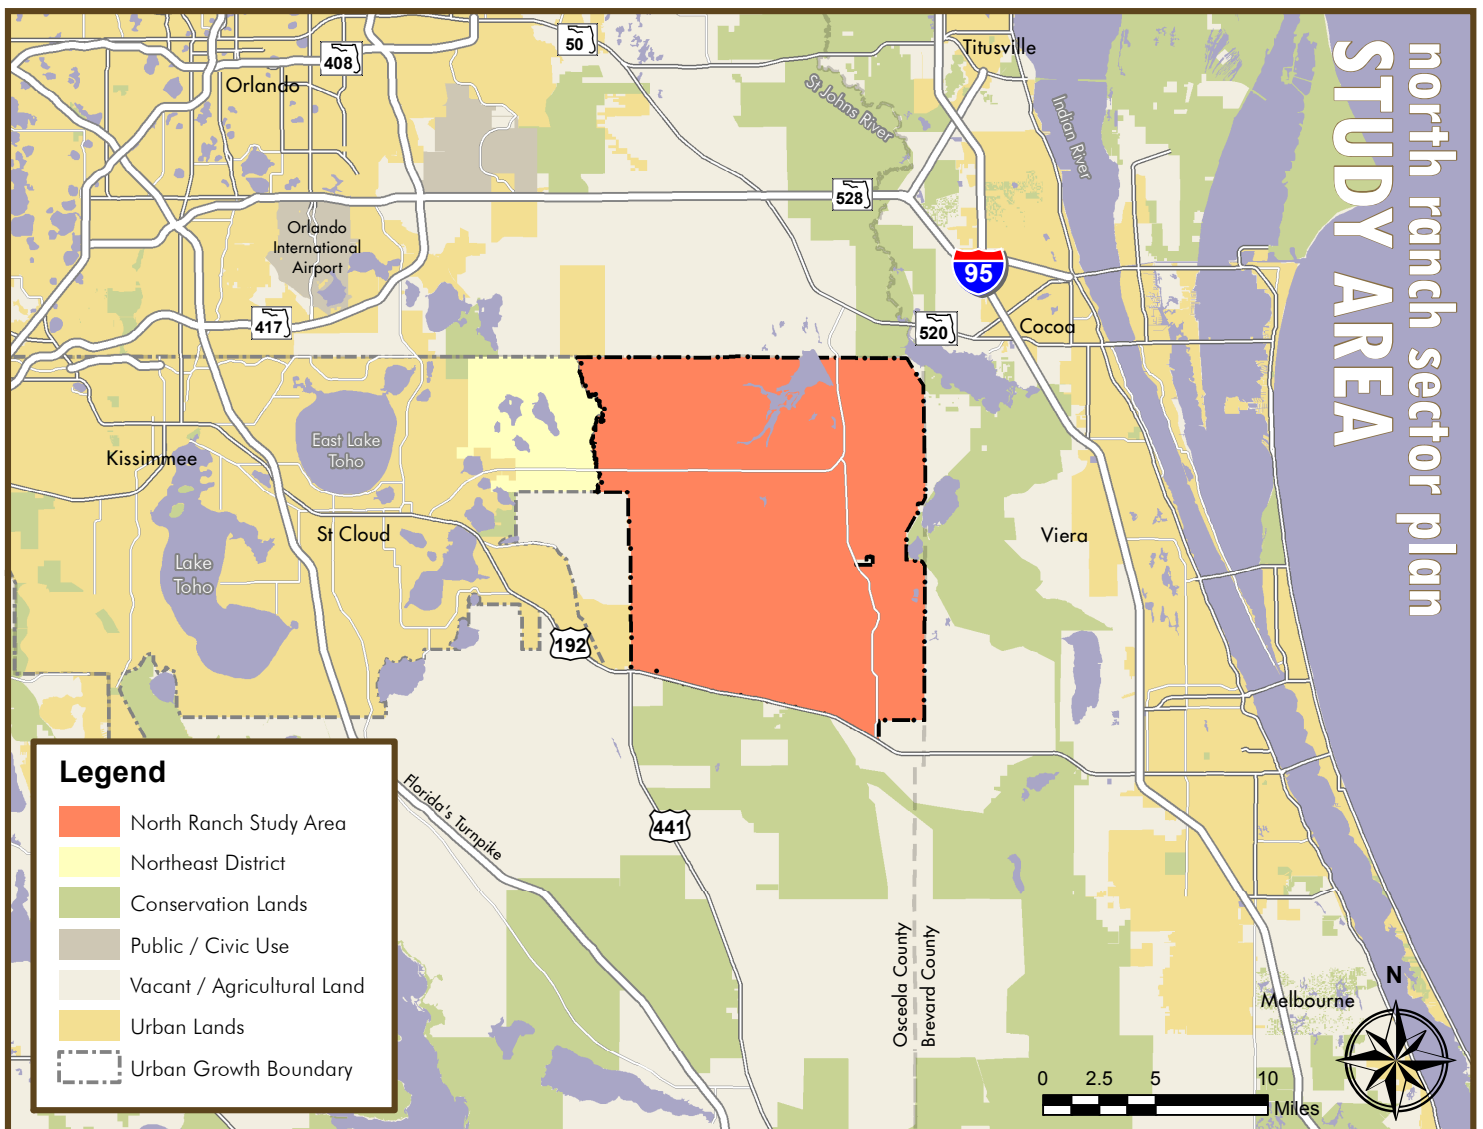 north ranch sector plan
STUDY AREA
50
Titusville
408
Orlando
St Johns River
Indian River
528
Orlando
International
Airport
95
417
520
Cocoa
East Lake
Toho
Kissimmee
St Cloud
Viera
Lake
Toho
192
Legend
North Ranch Study Area
Northeast District
Conservation Lands
Public / Civic Use
Vacant / Agricultural Land
Urban Lands
Urban Growth Boundary
Florida's Turnpike
441
Osceola County
Brevard County
N
Melbourne
0 2.5 5 10
Miles